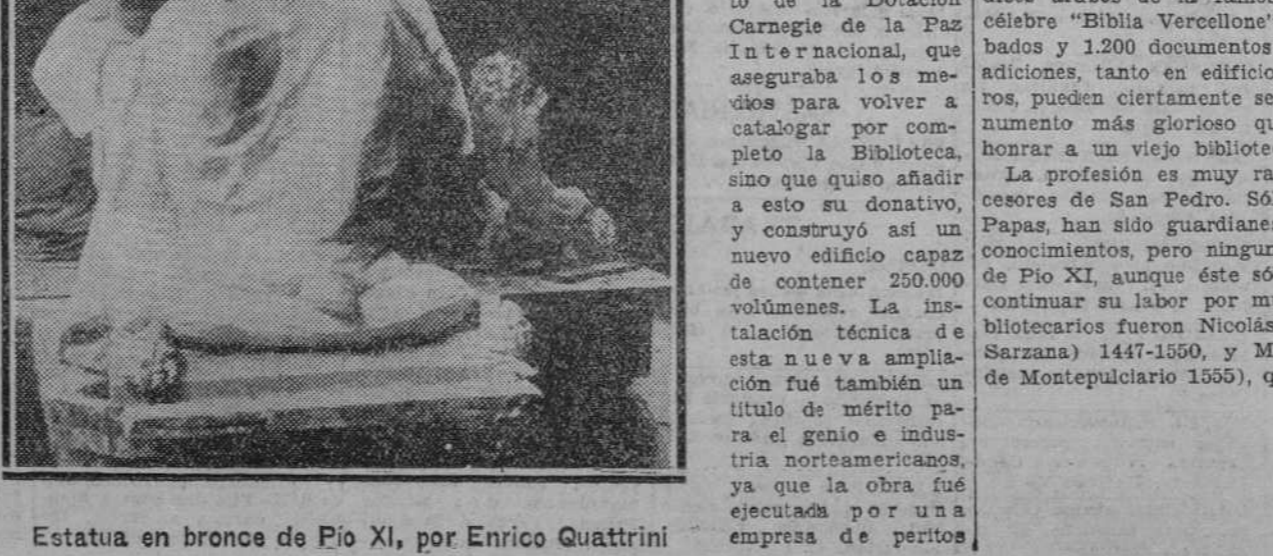 Estatua en bronce de Pío XI, por Enrico Quattrini
to de la Dotación
Carnegie de la Paz
Internacional, que
aseguraba los me-
dios para volver a
catalogar por com-
pleto la Biblioteca,
sino que quiso añadir
a esto su donativo,
y construyó así un
nuevo edificio capaz
de contener 250.000
volúmenes. La ins-
talación técnica de
esta nueva amplia-
ción fué también un
título de mérito pa-
ra el genio e indus-
tria norteamericanos,
ya que la obra fué
ejecutada por una
empresa de peritos
célebre "Biblia Vercellone"
bados y 1.200 documentos
adiciones, tanto en edificio
ros, pueden ciertamente se
numento más glorioso qu
honrar a un viejo bibliote
La profesión es muy ra
cesores de San Pedro. Só
Papas, han sido guardianes
conocimientos, pero ningun
de Pío XI, aunque éste só
continuar su labor por m
bliotecarios fueron Nicolás
Sarzana) 1447-1550, y M
de Montepulciario 1555), q